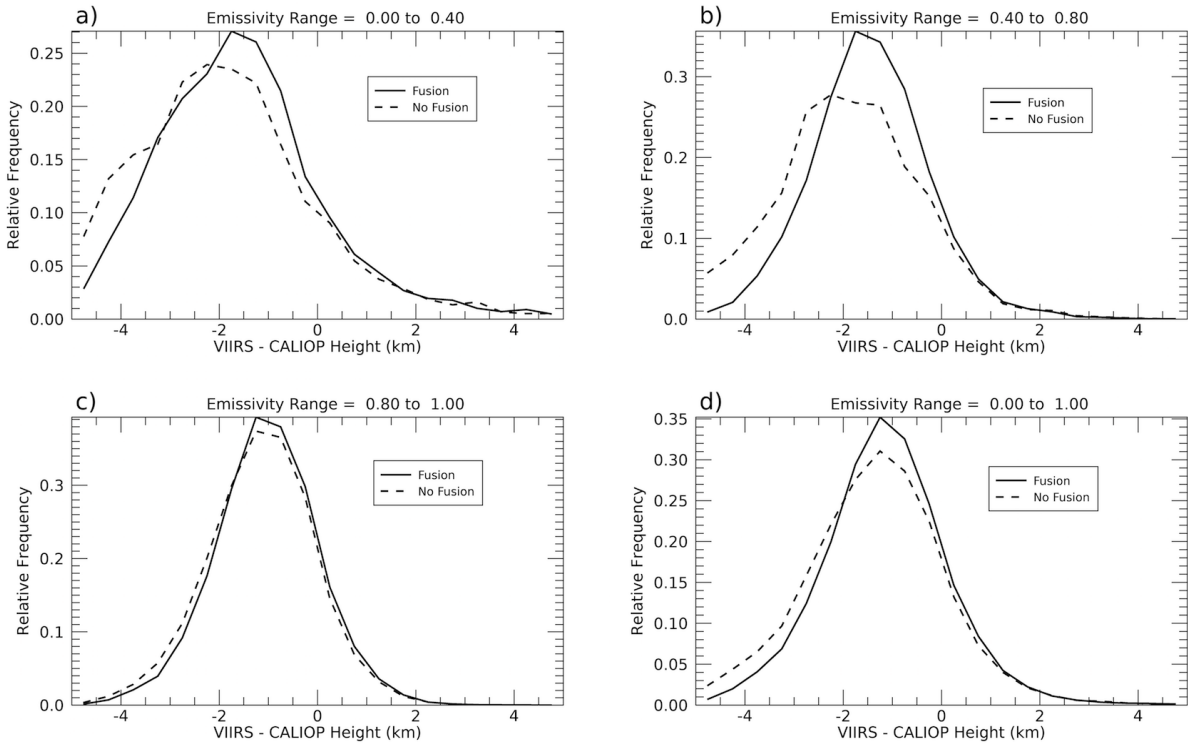 a)
Emissivity Range = 0.00 to 0.40
0.25
0.20
0.15
0.10
0.05
0.00
Relative Frequency
Fusion
No Fusion
-4 -2 0 2 4
VIIRS - CALIOP Height (km)
b)
Emissivity Range = 0.40 to 0.80
0.3
0.2
0.1
0.0
Relative Frequency
Fusion
No Fusion
-4 -2 0 2 4
VIIRS - CALIOP Height (km)
c)
Emissivity Range = 0.80 to 1.00
0.3
0.2
0.1
0.0
Relative Frequency
Fusion
No Fusion
-4 -2 0 2 4
VIIRS - CALIOP Height (km)
d)
Emissivity Range = 0.00 to 1.00
0.35
0.30
0.25
0.20
0.15
0.10
0.05
0.00
Relative Frequency
Fusion
No Fusion
-4 -2 0 2 4
VIIRS - CALIOP Height (km)